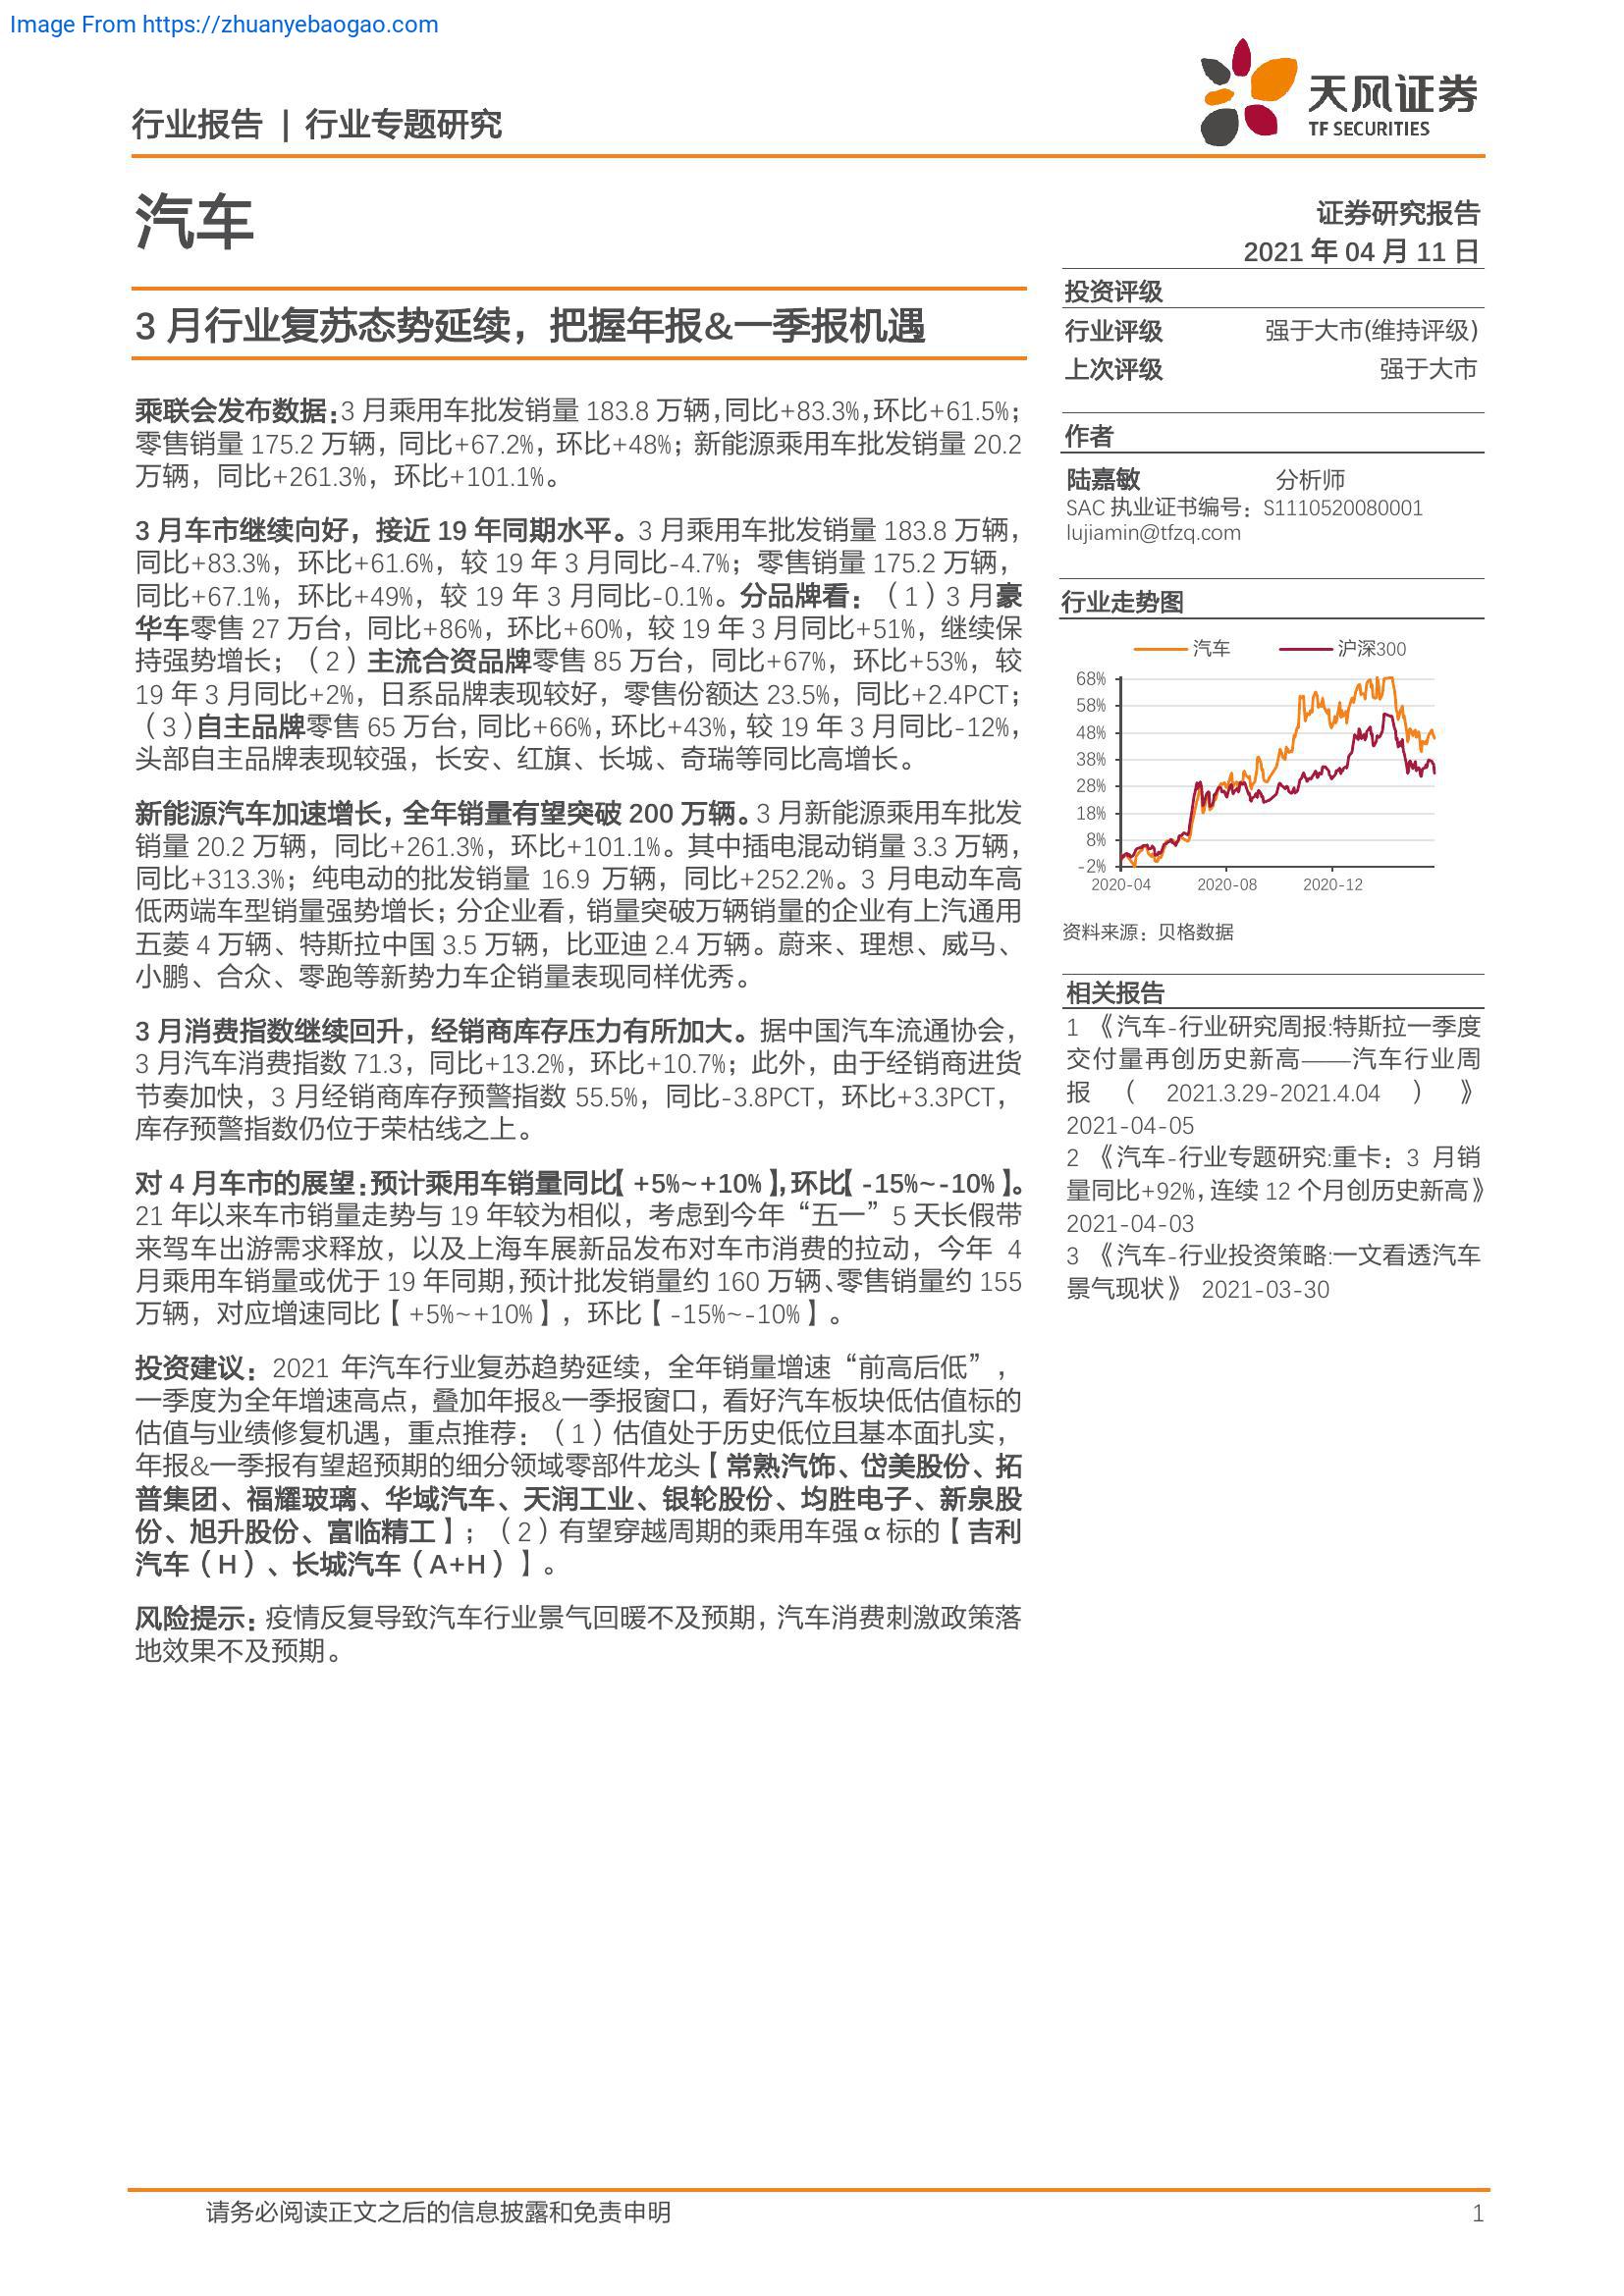 Image From https://zhuanyebaogao.com
行业报告 | 行业专题研究
天风证券
TF SECURITIES
汽车
证券研究报告
2021 年 04 月 11 日
3 月行业复苏态势延续，把握年报&一季报机遇
乘联会发布数据：3 月乘用车批发销量 183.8 万辆，同比+83.3%，环比+61.5%；
零售销量 175.2 万辆，同比+67.2%，环比+48%；新能源乘用车批发销量 20.2
万辆，同比+261.3%，环比+101.1%。
3 月车市继续向好，接近 19 年同期水平。3 月乘用车批发销量 183.8 万辆，
同比+83.3%，环比+61.6%，较 19 年 3 月同比-4.7%；零售销量 175.2 万辆，
同比+67.1%，环比+49%，较 19 年 3 月同比-0.1%。分品牌看：（1）3 月豪
华车零售 27 万台，同比+86%，环比+60%，较 19 年 3 月同比+51%，继续保
持强势增长；（2）主流合资品牌零售 85 万台，同比+67%，环比+53%，较
19 年 3 月同比+2%，日系品牌表现较好，零售份额达 23.5%，同比+2.4PCT；
（3）自主品牌零售 65 万台，同比+66%，环比+43%，较 19 年 3 月同比-12%，
头部自主品牌表现较强，长安、红旗、长城、奇瑞等同比高增长。
新能源汽车加速增长，全年销量有望突破 200 万辆。3 月新能源乘用车批发
销量 20.2 万辆，同比+261.3%，环比+101.1%。其中插电混动销量 3.3 万辆，
同比+313.3%；纯电动的批发销量 16.9 万辆，同比+252.2%。3 月电动车高
低两端车型销量强势增长；分企业看，销量突破万辆销量的企业有上汽通用
五菱 4 万辆、特斯拉中国 3.5 万辆，比亚迪 2.4 万辆。蔚来、理想、威马、
小鹏、合众、零跑等新势力车企销量表现同样优秀。
3 月消费指数继续回升，经销商库存压力有所加大。据中国汽车流通协会，
3 月汽车消费指数 71.3，同比+13.2%，环比+10.7%；此外，由于经销商进货
节奏加快，3 月经销商库存预警指数 55.5%，同比-3.8PCT，环比+3.3PCT，
库存预警指数仍位于荣枯线之上。
对 4 月车市的展望：预计乘用车销量同比【+5%~+10%】，环比【-15%~-10%】。
21 年以来车市销量走势与 19 年较为相似，考虑到今年“五一”5 天长假带
来驾车出游需求释放，以及上海车展新品发布对车市消费的拉动，今年 4
月乘用车销量或优于 19 年同期，预计批发销量约 160 万辆、零售销量约 155
万辆，对应增速同比【+5%~+10%】，环比【-15%~-10%】。
投资建议：2021 年汽车行业复苏趋势延续，全年销量增速“前高后低”，
一季度为全年增速高点，叠加年报&一季报窗口，看好汽车板块低估值标的
估值与业绩修复机遇，重点推荐：（1）估值处于历史低位且基本面扎实，
年报&一季报有望超预期的细分领域零部件龙头【常熟汽饰、岱美股份、拓
普集团、福耀玻璃、华域汽车、天润工业、银轮股份、均胜电子、新泉股
份、旭升股份、富临精工】；（2）有望穿越周期的乘用车强 α 标的【吉利
汽车（H）、长城汽车（A+H）】。
风险提示：疫情反复导致汽车行业景气回暖不及预期，汽车消费刺激政策落
地效果不及预期。
投资评级
行业评级 强于大市(维持评级)
上次评级 强于大市
作者
陆嘉敏 分析师
SAC 执业证书编号：S1110520080001
lujiamin@tfzq.com
行业走势图
汽车 沪深300
68%
58%
48%
38%
28%
18%
8%
-2%
2020-04 2020-08 2020-12
资料来源：贝格数据
相关报告
1 《汽车-行业研究周报:特斯拉一季度
交付量再创历史新高——汽车行业周
报（2021.3.29-2021.4.04）》
2021-04-05
2 《汽车-行业专题研究:重卡：3 月销
量同比+92%，连续 12 个月创历史新高》
2021-04-03
3 《汽车-行业投资策略:一文看透汽车
景气现状》 2021-03-30
请务必阅读正文之后的信息披露和免责申明 1